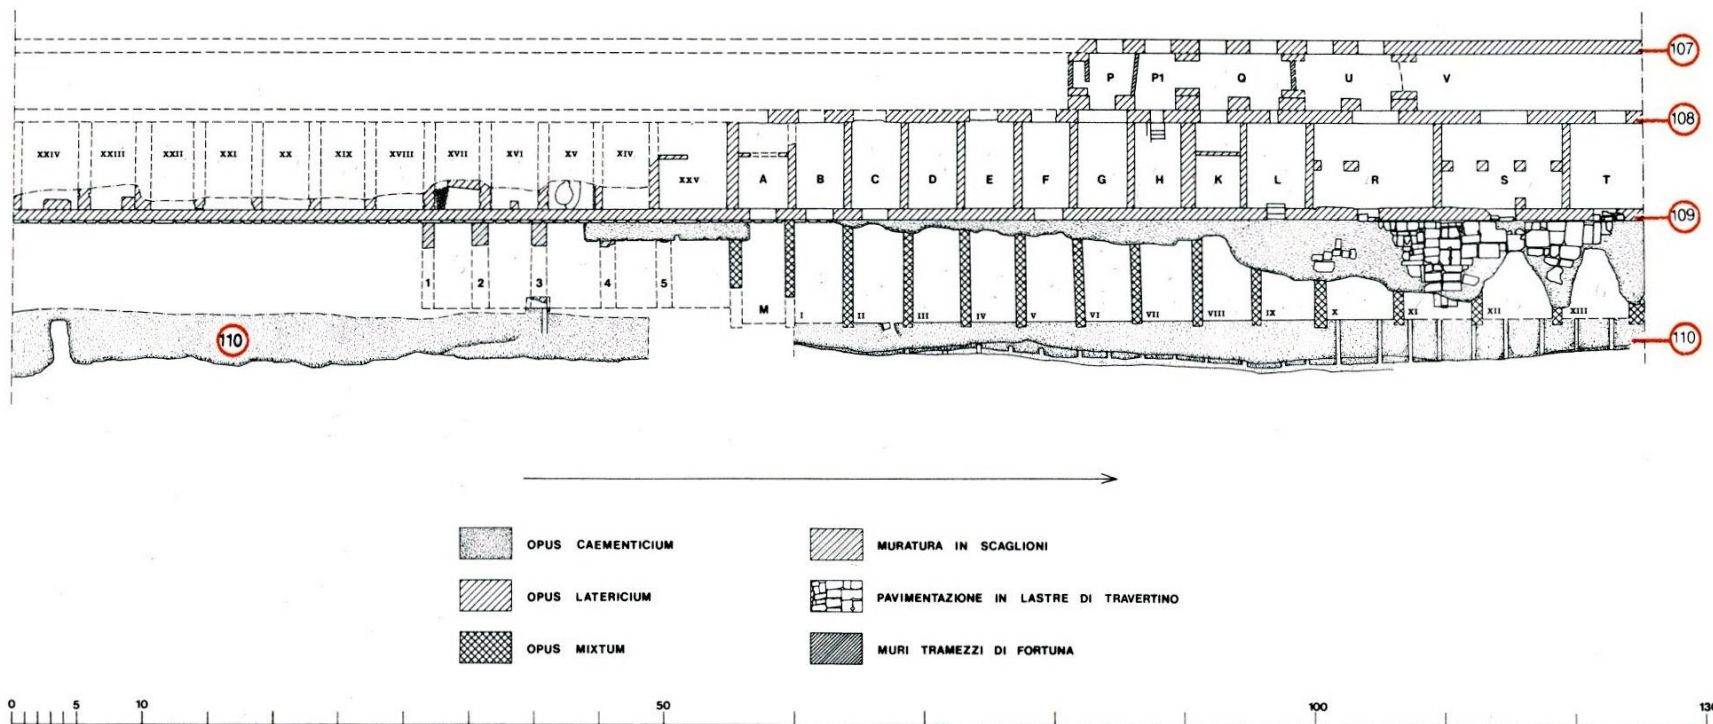 107
P P1 Q U V
108
XXIV XXIII XXII XXI XX XIX XVIII XVII XVI XV XIV XXV A B C D E F G H K L R S T
109
1 2 3 4 5 M I II III IV V VI VII VIII IX X XI XII XIII
110 110
OPUS CAEMENTICIUM
OPUS LATERICIUM
OPUS MIXTUM
MURATURA IN SCAGLIONI
PAVIMENTAZIONE IN LASTRE DI TRAVERTINO
MURI TRAMEZZI DI FORTUNA
0 5 10 50 100 130